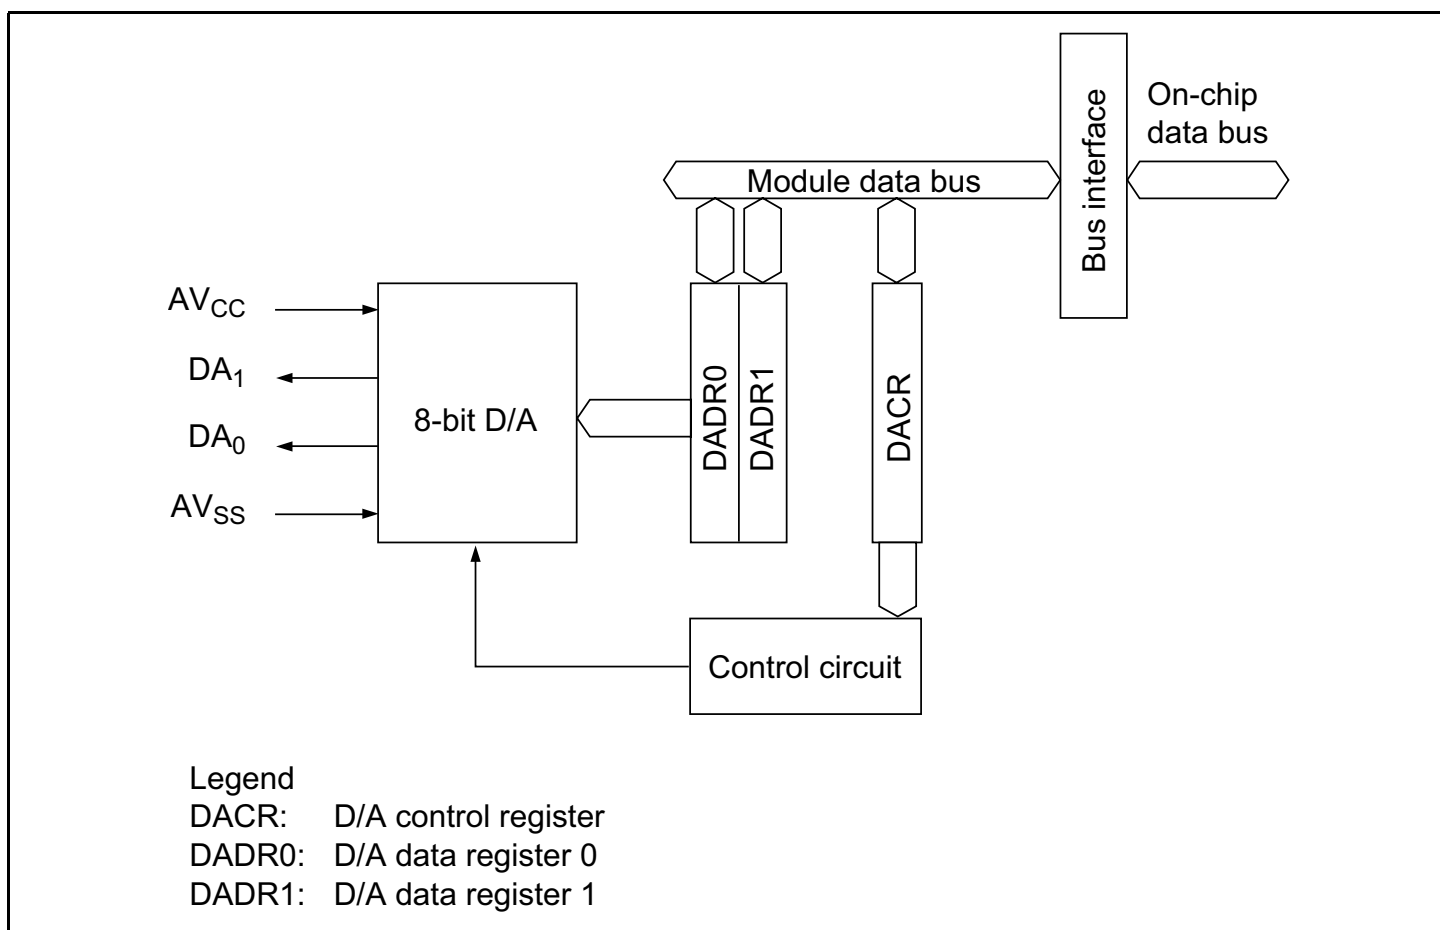 On-chip
data bus
Bus interface
Module data bus
AVCC
DA1
DA0
AVSS
8-bit D/A
DADR0
DADR1
DACR
Control circuit
Legend
DACR: D/A control register
DADR0: D/A data register 0
DADR1: D/A data register 1